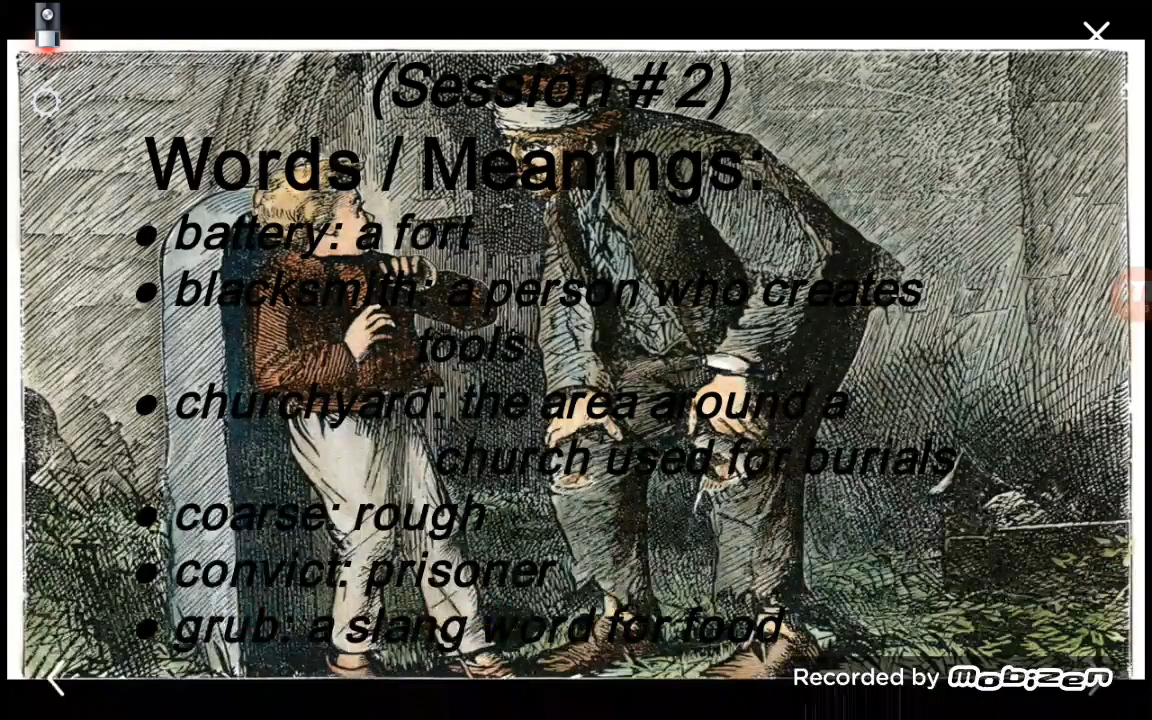 (Session # 2)
Words / Meanings:
• battery: a fort
• blacksmith: a person who creates
tools
• churchyard: the area around a
church used for burials
• coarse: rough
• convict: prisoner
• grub: a slang word for food
Recorded by Mobizen